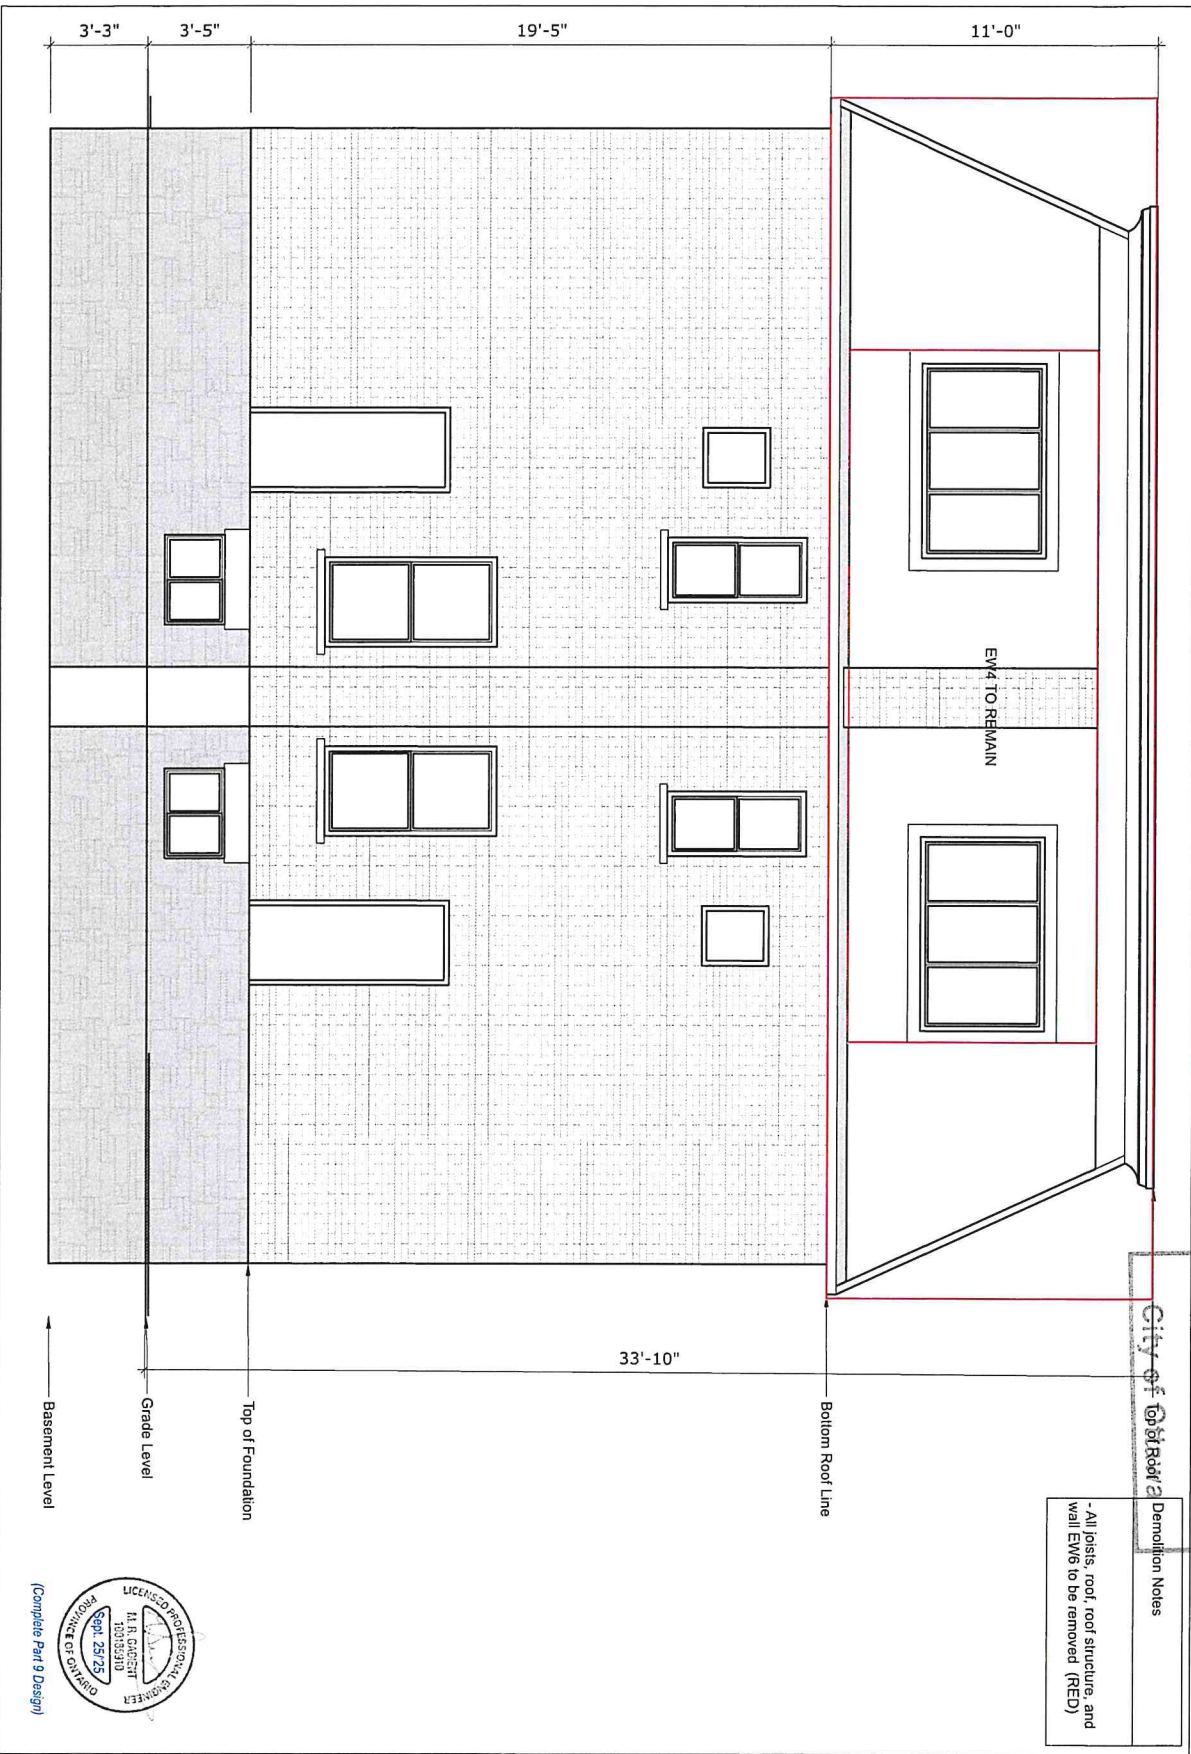 3'-3"
3'-5"
19'-5"
11'-0"
EW4 TO REMAIN
33'-10"
City of Ottawa
Top of Roof
Bottom Roof Line
Top of Foundation
Grade Level
Basement Level
Demolition Notes
- All joists, roof, roof structure, and
wall EW6 to be removed (RED)
LICENSED PROFESSIONAL ENGINEER
M. R. GADIENT
Sept. 25/25
PROVINCE OF ONTARIO
(Complete Part 9 Design)